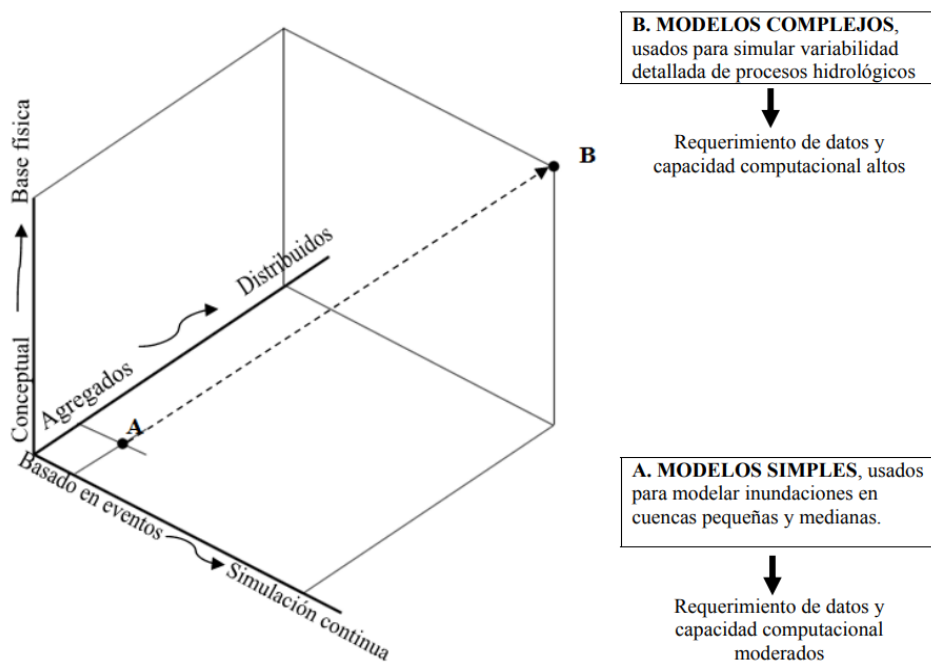 Base física
Conceptual
Agregados
Distribuidos
Basado en eventos
Simulación continua
A
B
B. MODELOS COMPLEJOS,
usados para simular variabilidad
detallada de procesos hidrológicos
Requerimiento de datos y
capacidad computacional altos
A. MODELOS SIMPLES, usados
para modelar inundaciones en
cuencas pequeñas y medianas.
Requerimiento de datos y
capacidad computacional
moderados